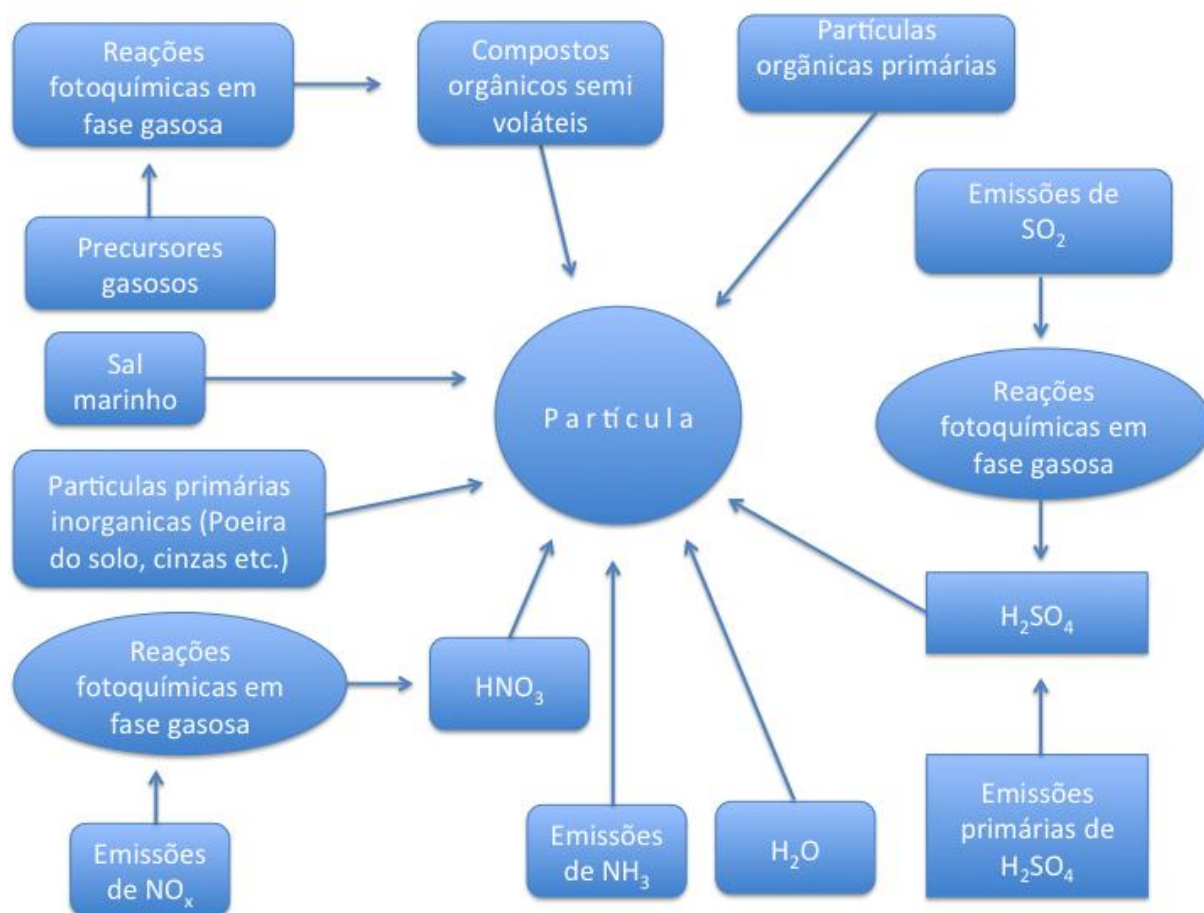 Reações
fotoquímicas em
fase gasosa
Compostos
orgânicos semi
voláteis
Partículas
orgãnicas primárias
Precursores
gasosos
Emissões de
SO₂
Sal
marinho
Partícula
Reações
fotoquímicas em
fase gasosa
Particulas primárias
inorganicas (Poeira
do solo, cinzas etc.)
H₂SO₄
Reações
fotoquímicas em
fase gasosa
HNO₃
Emissões
de NOₓ
Emissões
de NH₃
H₂O
Emissões
primárias de
H₂SO₄